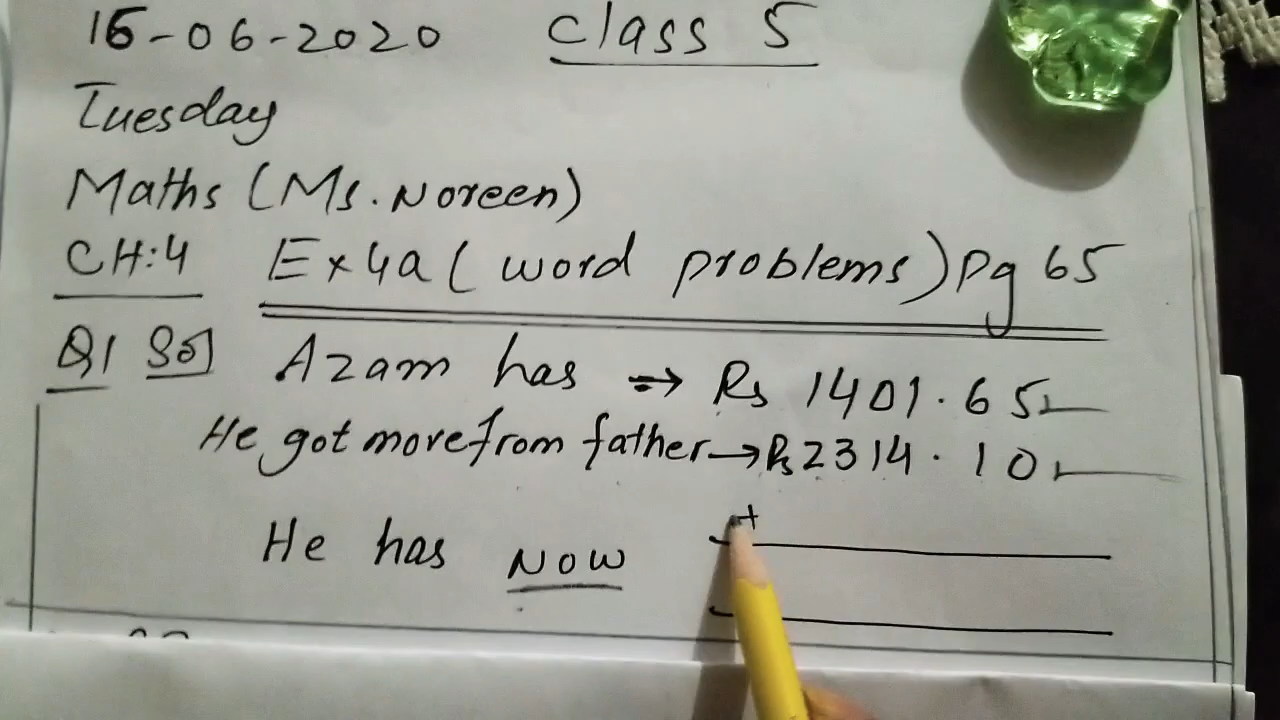 16-06-2020 Class 5
Tuesday
Maths (Ms. Noreen)
CH:4 Ex 4a (word problems) Pg 65
Q1 Sol Azam has → Rs 1401.65
He got more from father → Rs 2314.10
+
He has NOW